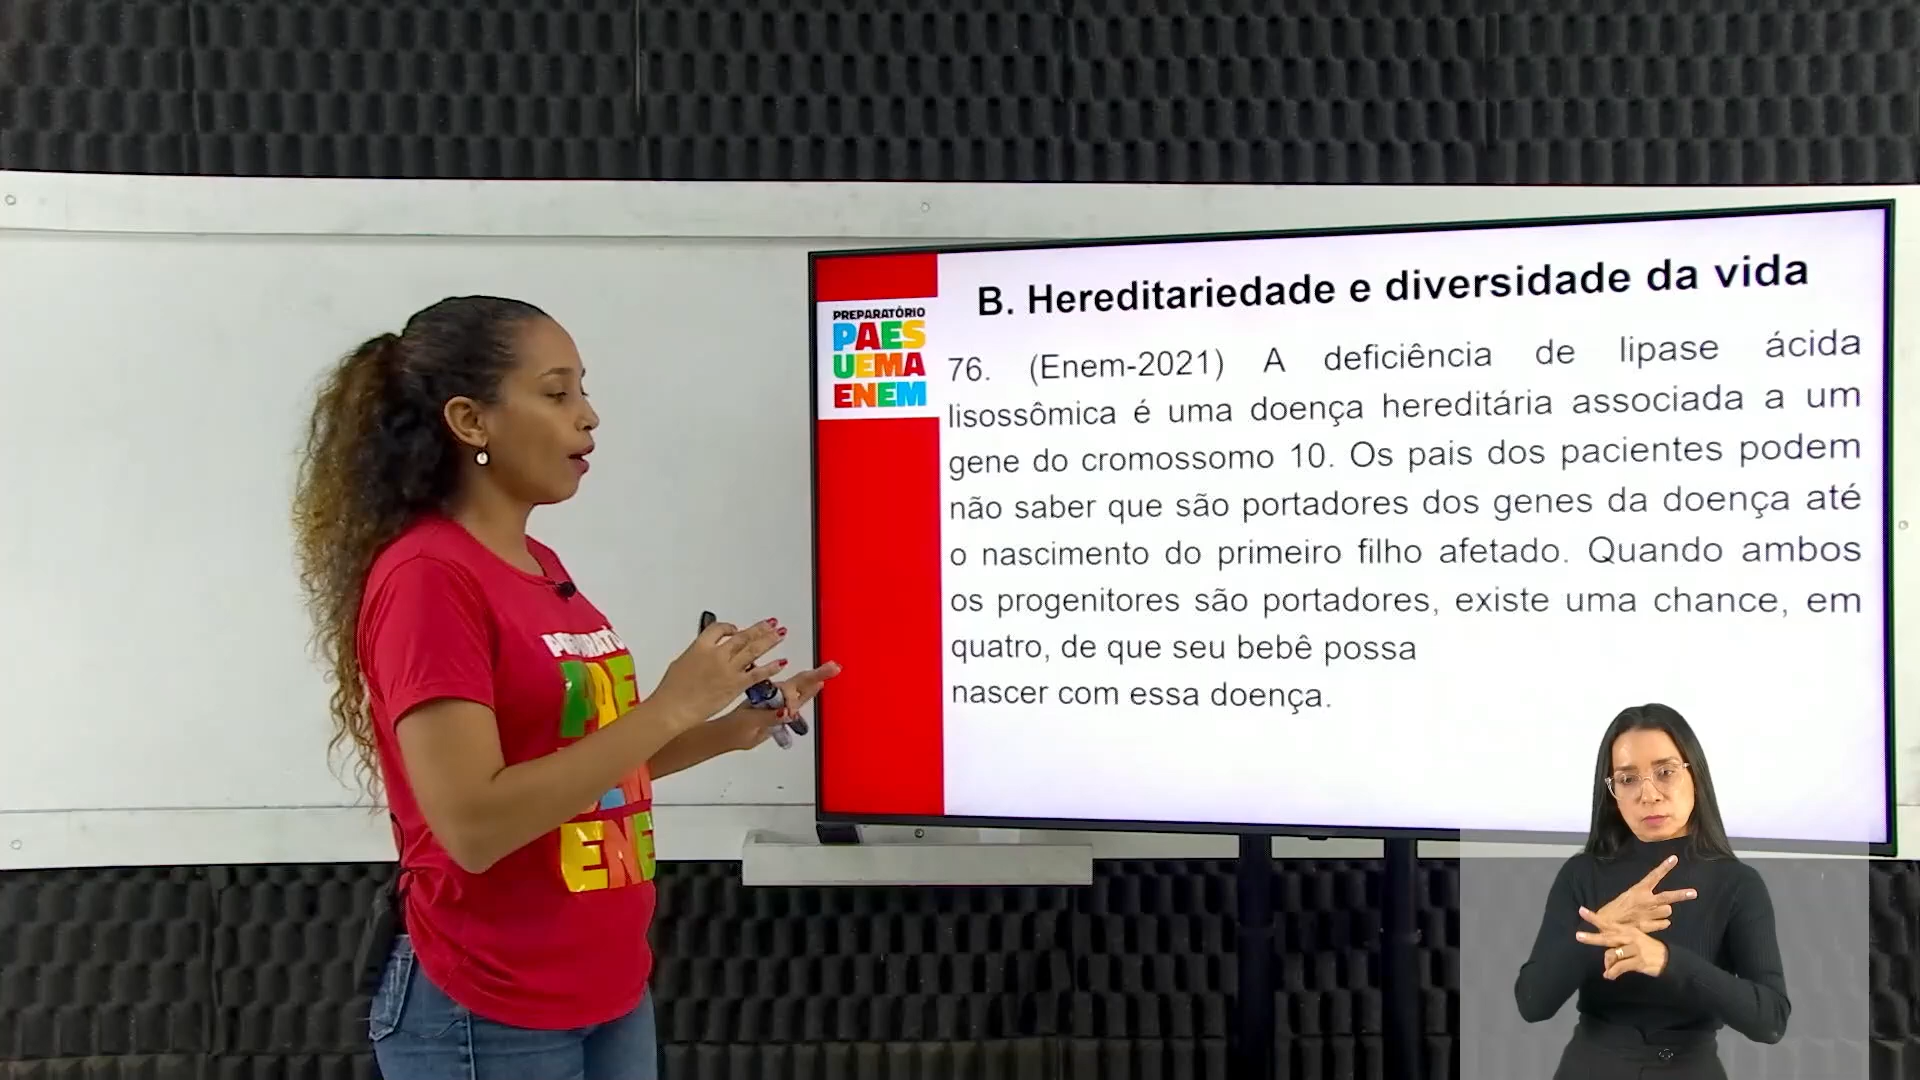 B. Hereditariedade e diversidade da vida
PREPARATÓRIO
PAES
UEMA
ENEM
76. (Enem-2021) A deficiência de lipase ácida
lisossômica é uma doença hereditária associada a um
gene do cromossomo 10. Os pais dos pacientes podem
não saber que são portadores dos genes da doença até
o nascimento do primeiro filho afetado. Quando ambos
os progenitores são portadores, existe uma chance, em
quatro, de que seu bebê possa
nascer com essa doença.